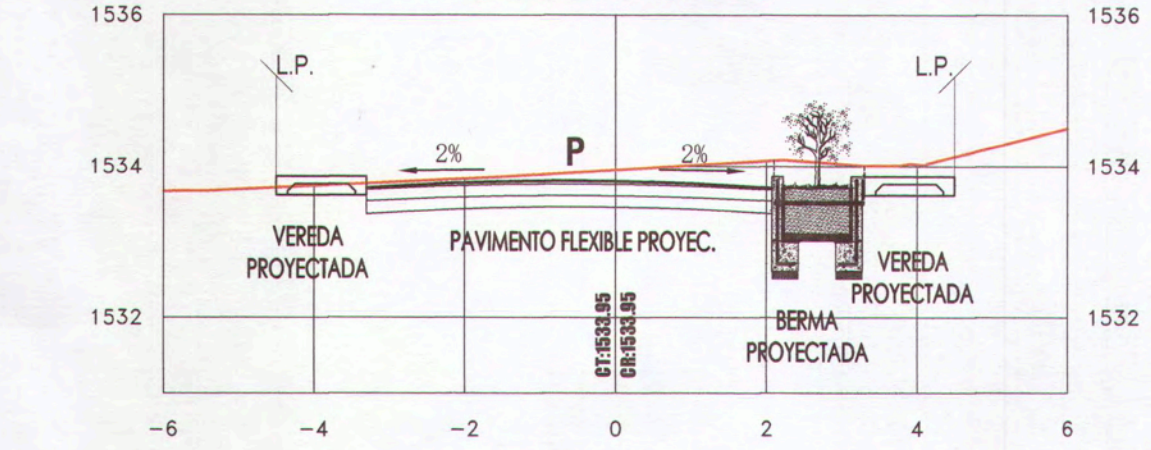 1536
1536
L.P.
L.P.
1534
2%
P
2%
1534
VEREDA
PROYECTADA
PAVIMENTO FLEXIBLE PROYEC.
VEREDA
PROYECTADA
1532
CT:1533.95
CR:1533.95
BERMA
PROYECTADA
1532
-6
-4
-2
0
2
4
6